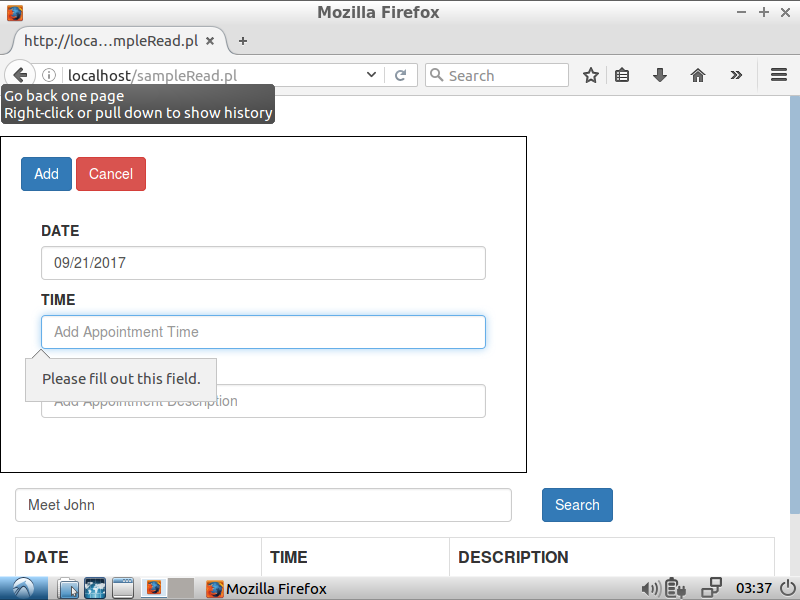 Mozilla Firefox
http://loca...mpleRead.pl
localhost/sampleRead.pl
Search
Go back one page
Right-click or pull down to show history
Add Cancel
DATE
09/21/2017
TIME
Add Appointment Time
Please fill out this field.
Add Appointment Description
Meet John
Search
DATE TIME DESCRIPTION
Mozilla Firefox
03:37